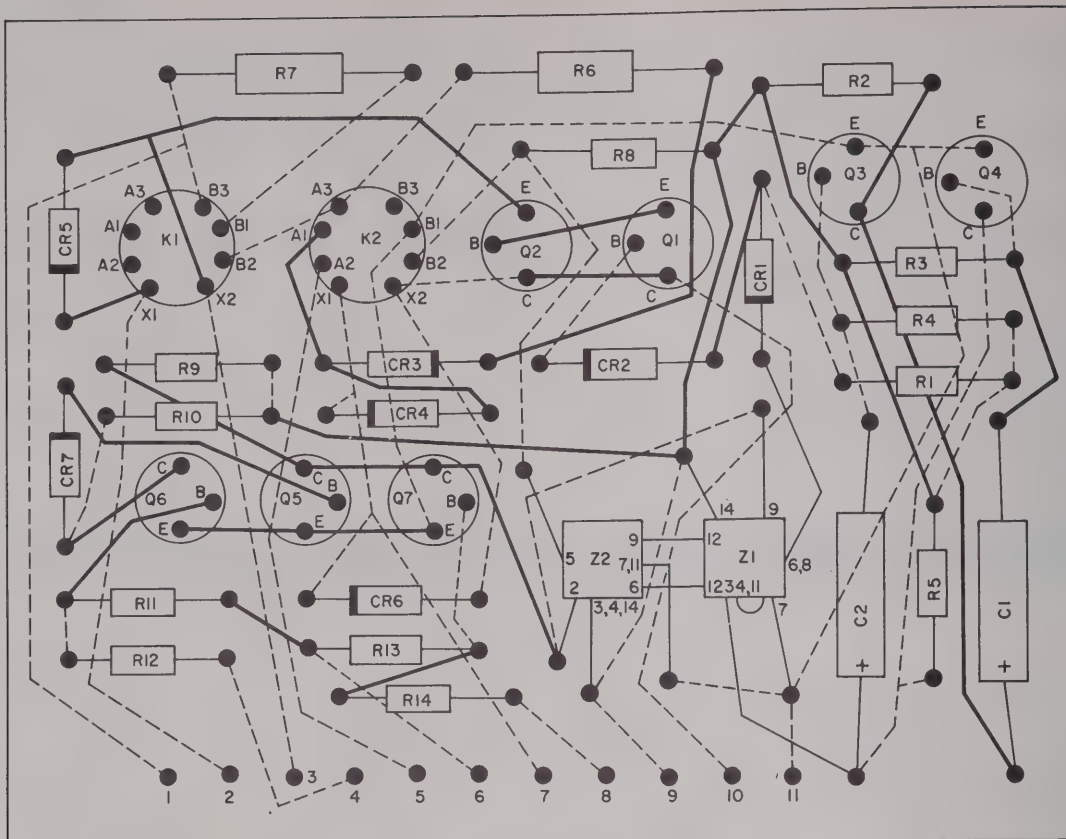 R7 R6 R2
R8
E E
B Q3 B Q4
C C
A3 B3 A3 B3 E E
A1 K1 B1 A1 K2 B1 B Q2 B Q1
CR5 A2 B2 A2 B2 CR1 R3
X1 X2 X1 X2 C C
R4
R9 CR3 CR2 R1
R10 CR4
CR7 C C B C
Q6 B Q5 Q7 B
E E E
14 9
9 12
5 Z2 7,11 Z1 6,8
2 6 1234,11
3,4,14 7
R11 CR6 R5 C2 C1
R12 R13
+ +
R14
1 2 3 4 5 6 7 8 9 10 11